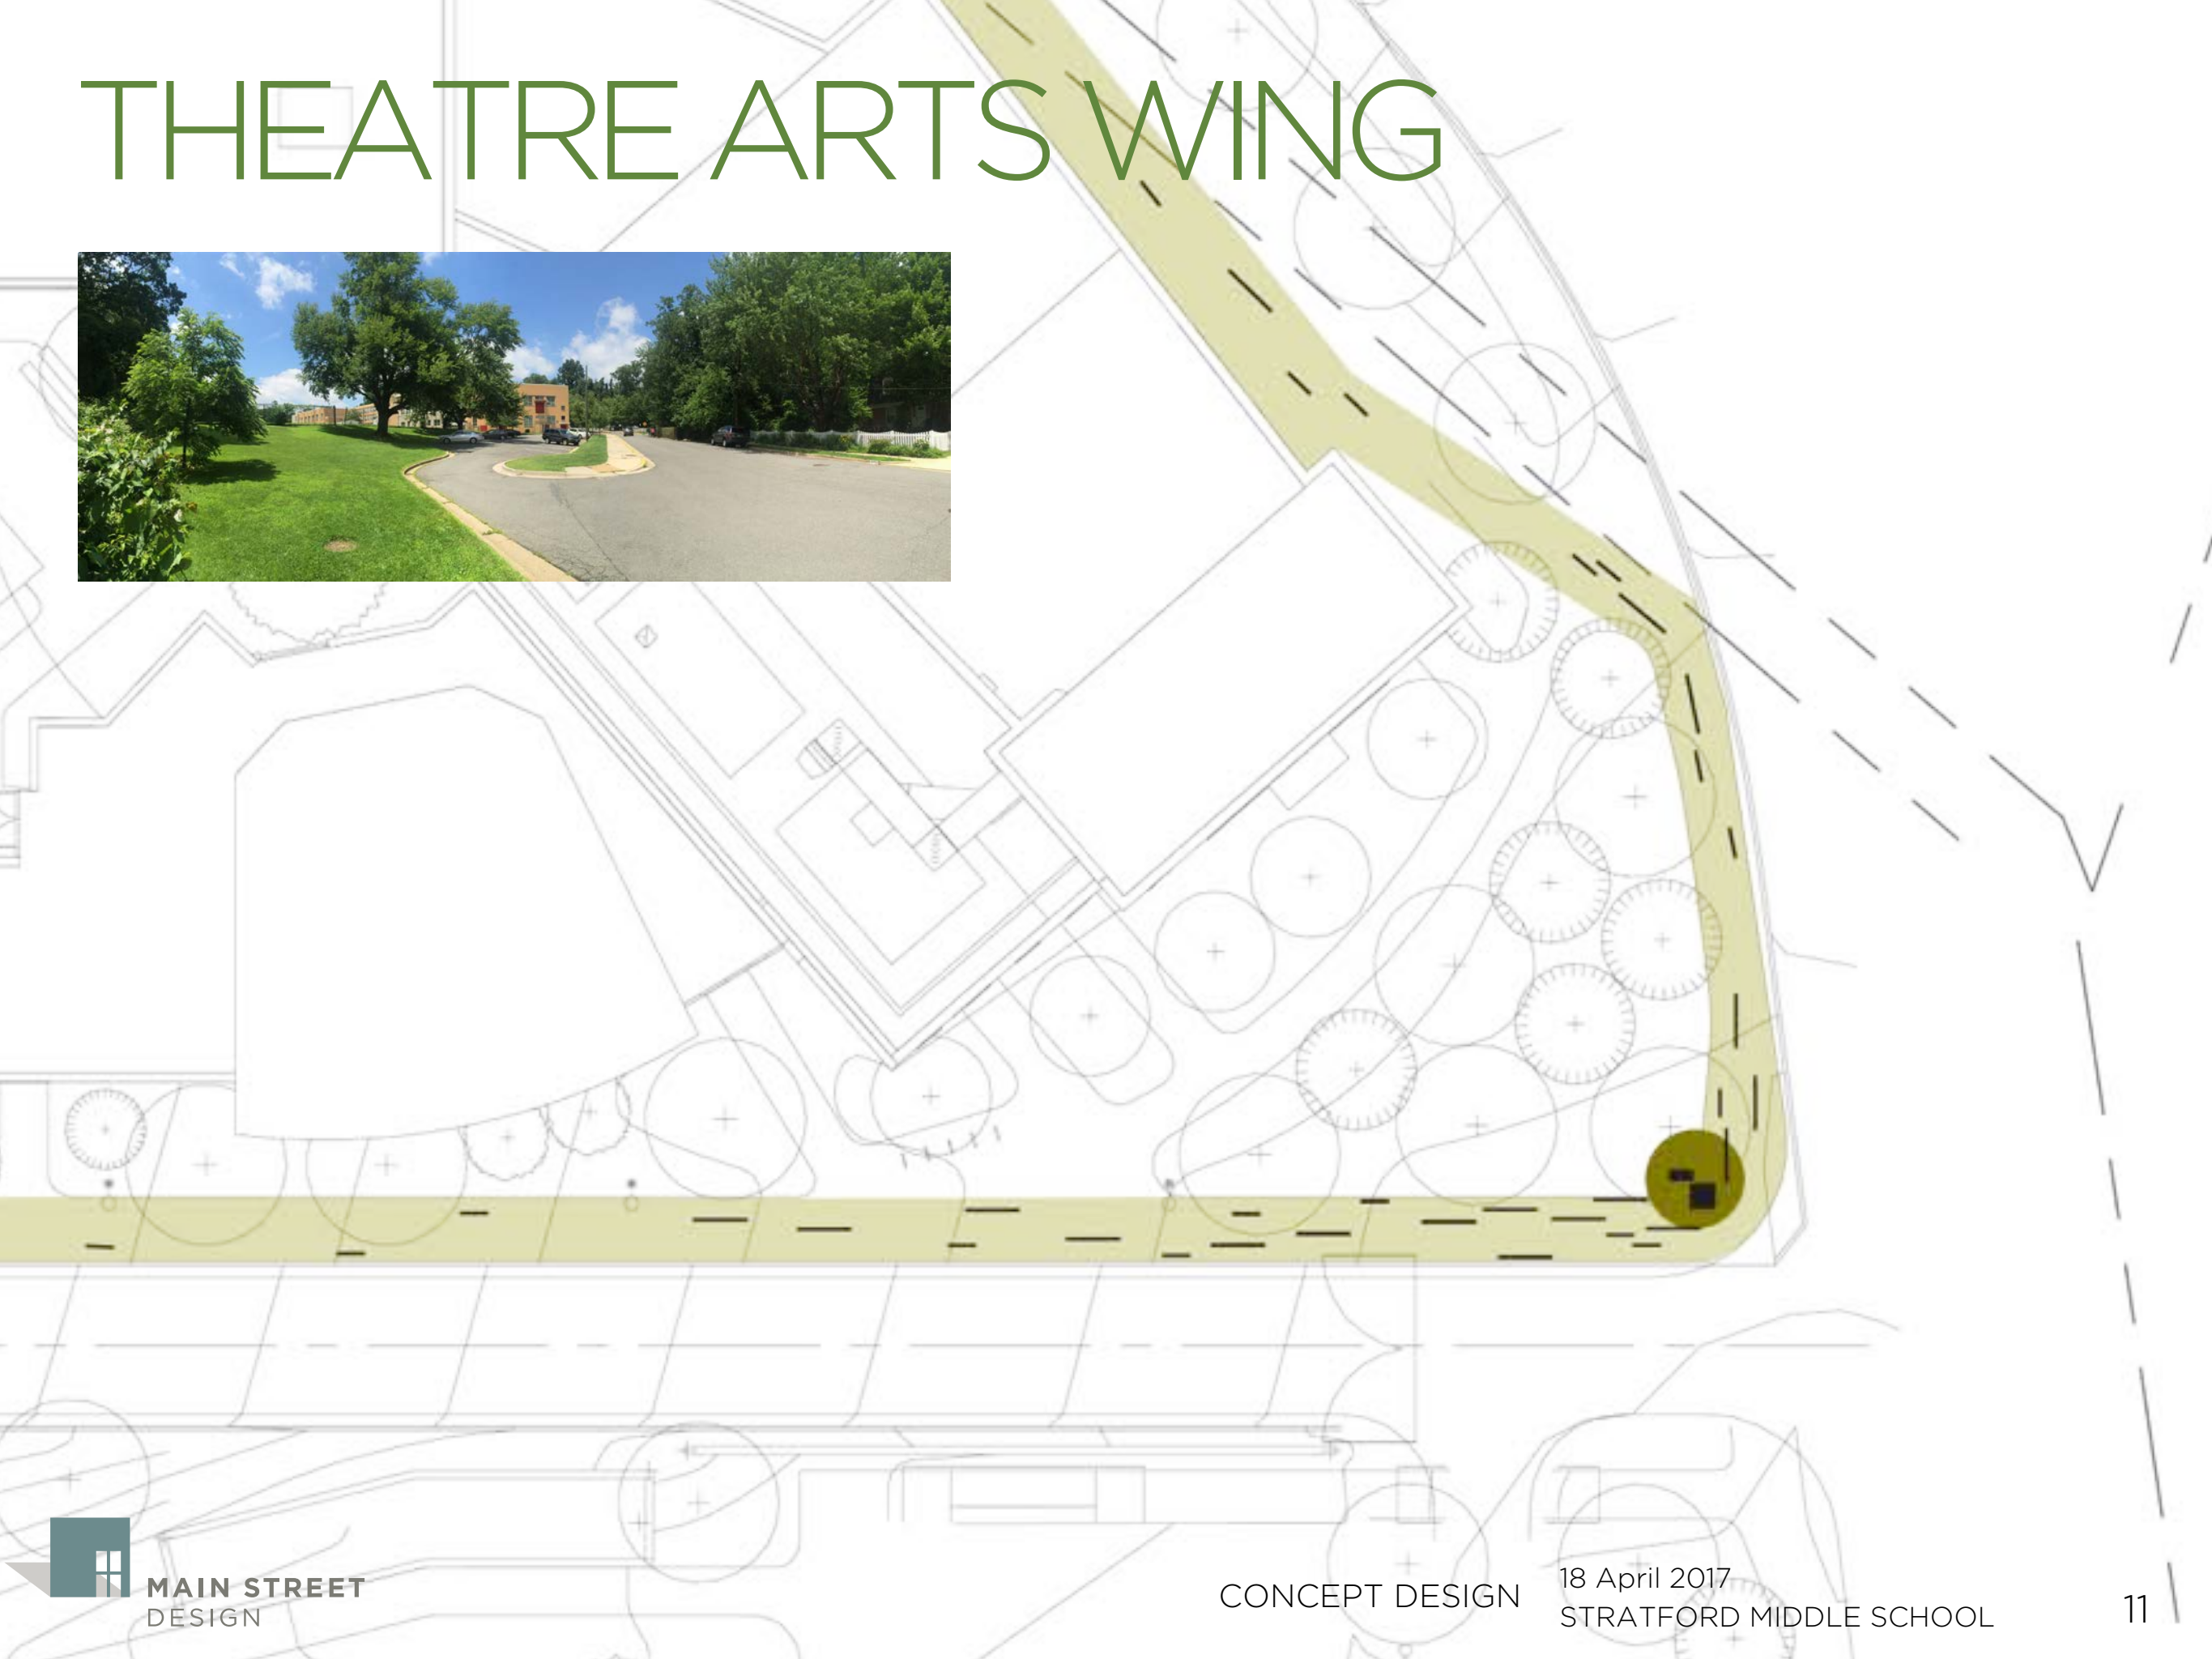 THEATRE ARTS WING
MAIN STREET
DESIGN
CONCEPT DESIGN
18 April 2017
STRATFORD MIDDLE SCHOOL
11